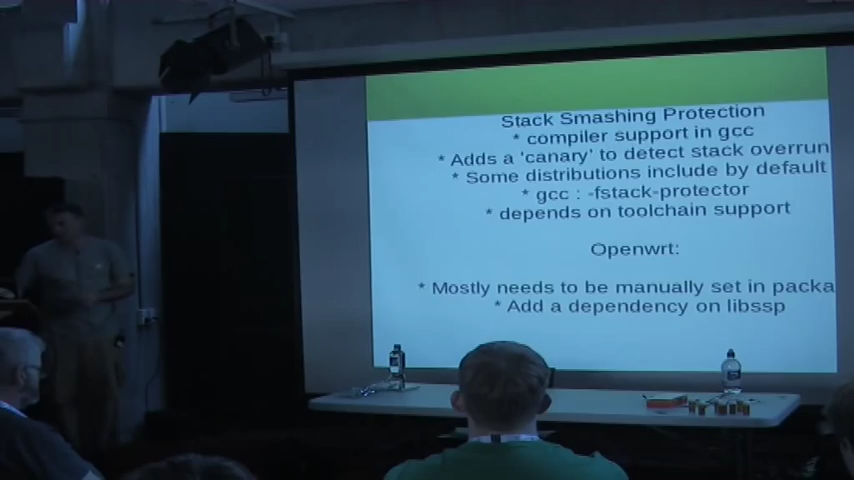 Stack Smashing Protection
* compiler support in gcc
* Adds a 'canary' to detect stack overrun
* Some distributions include by default
* gcc : -fstack-protector
* depends on toolchain support
Openwrt:
* Mostly needs to be manually set in packa
* Add a dependency on libssp